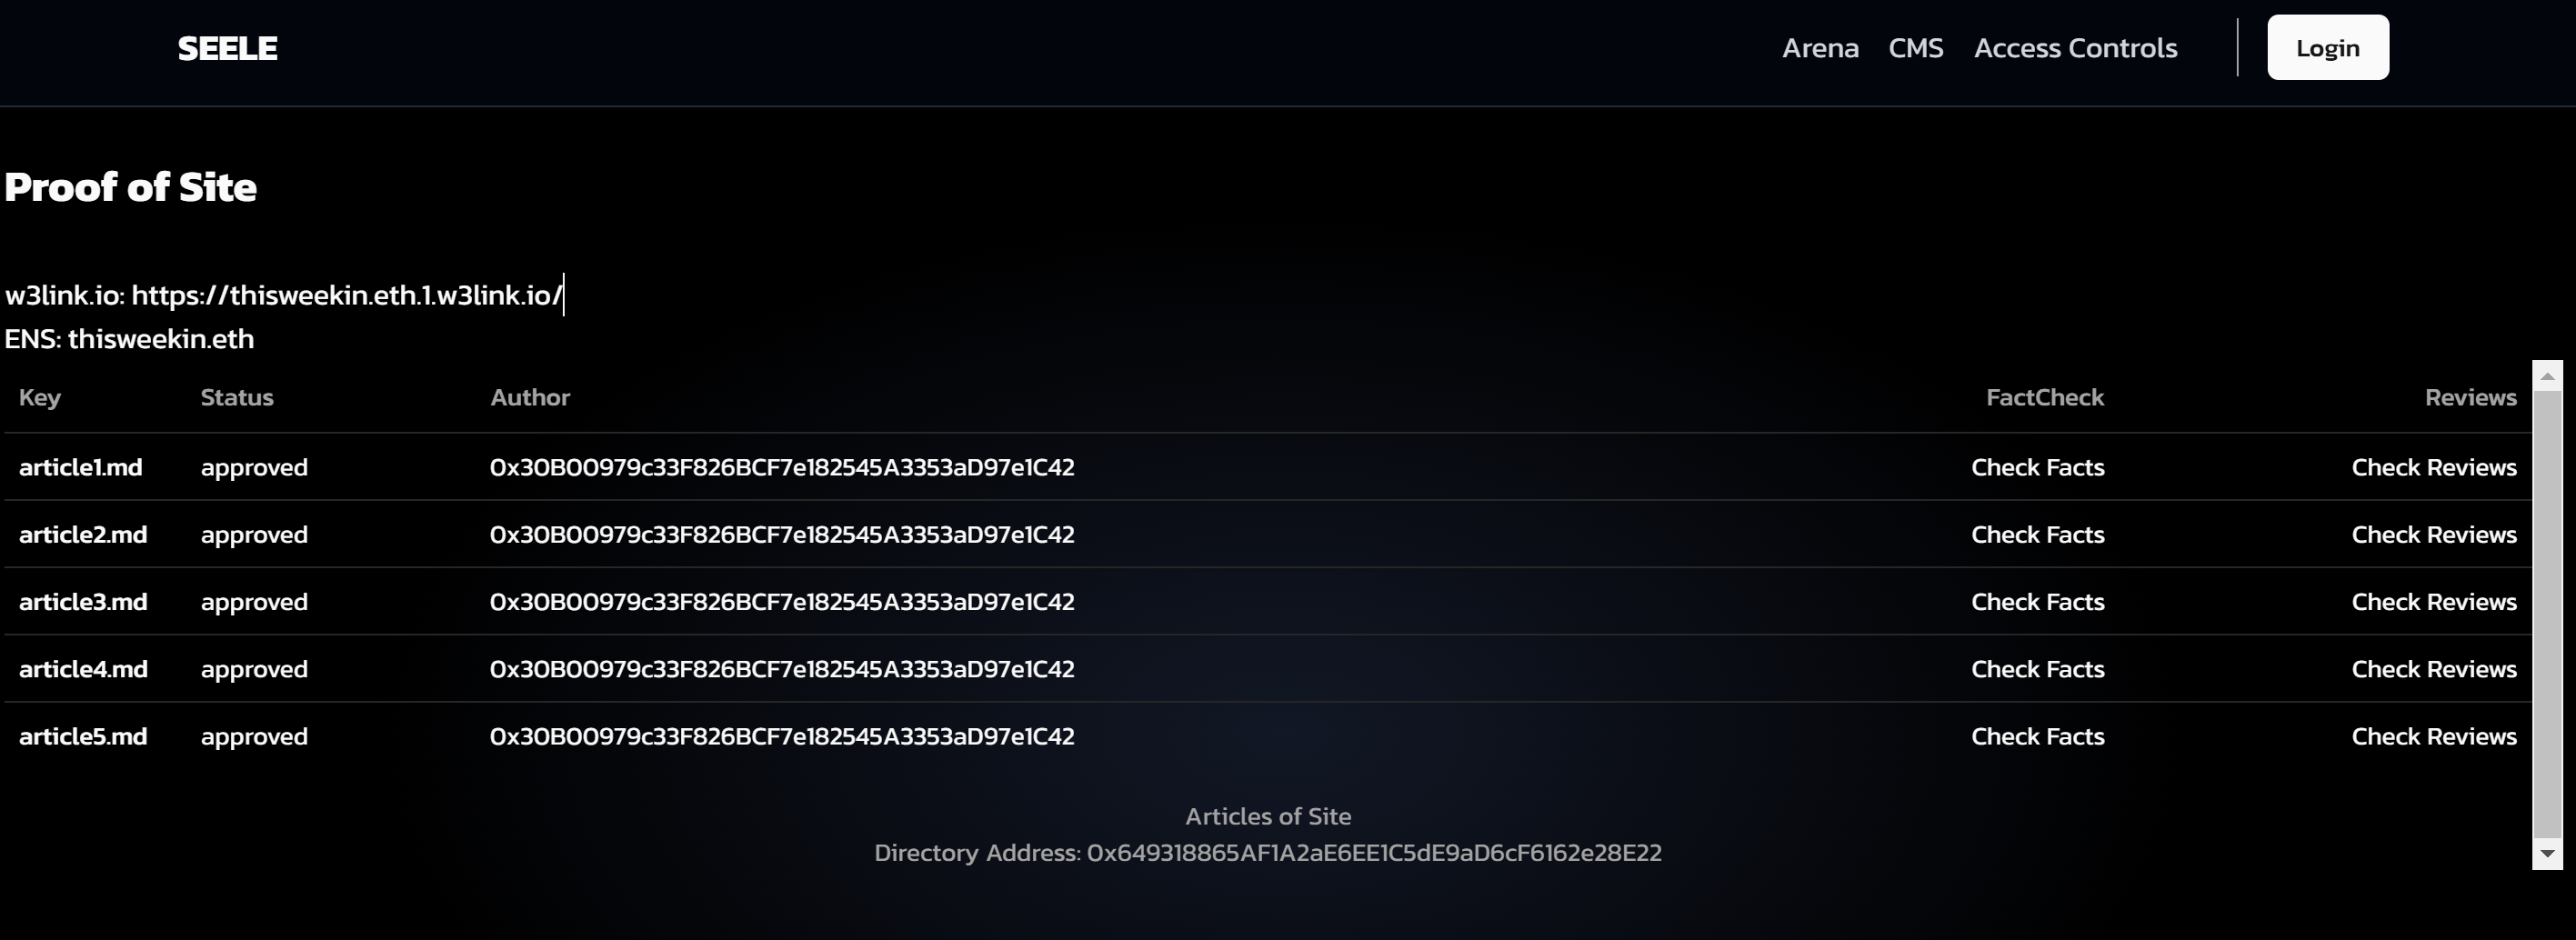 SEELE Arena CMS Access Controls Login
Proof of Site
w3link.io: https://thisweekin.eth.1.w3link.io/
ENS: thisweekin.eth
Key Status Author FactCheck Reviews
article1.md approved 0x30B00979c33F826BCF7e182545A3353aD97e1C42 Check Facts Check Reviews
article2.md approved 0x30B00979c33F826BCF7e182545A3353aD97e1C42 Check Facts Check Reviews
article3.md approved 0x30B00979c33F826BCF7e182545A3353aD97e1C42 Check Facts Check Reviews
article4.md approved 0x30B00979c33F826BCF7e182545A3353aD97e1C42 Check Facts Check Reviews
article5.md approved 0x30B00979c33F826BCF7e182545A3353aD97e1C42 Check Facts Check Reviews
Articles of Site
Directory Address: 0x649318865AF1A2aE6EE1C5dE9aD6cF6162e28E22